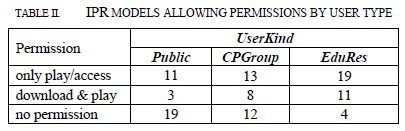 TABLE II. IPR MODELS ALLOWING PERMISSIONS BY USER TYPE
Permission UserKind
Public CPGroup EduRes
only play/access 11 13 19
download & play 3 8 11
no permission 19 12 4